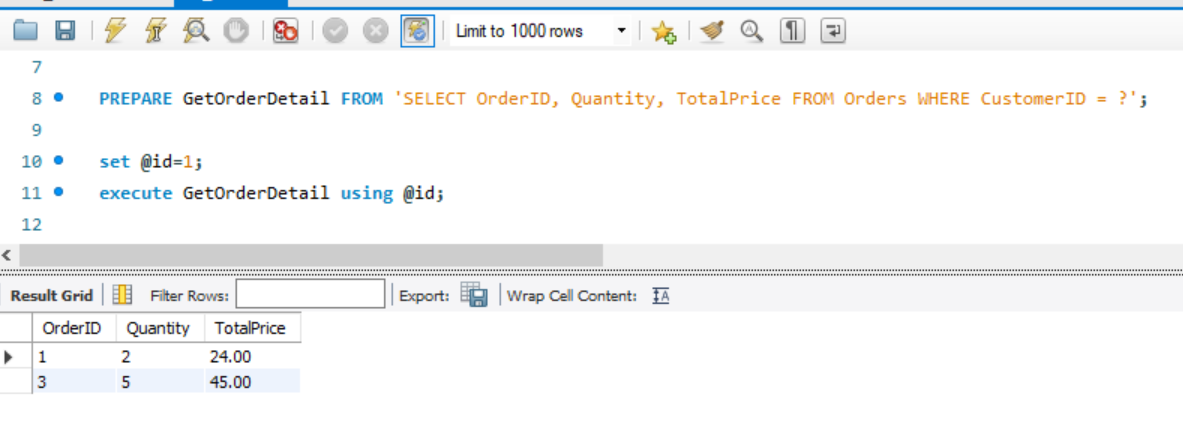 Limit to 1000 rows
7
8 PREPARE GetOrderDetail FROM 'SELECT OrderID, Quantity, TotalPrice FROM Orders WHERE CustomerID = ?';
9
10 set @id=1;
11 execute GetOrderDetail using @id;
12
Result Grid Filter Rows: Export: Wrap Cell Content: IA
OrderID Quantity TotalPrice
1 2 24.00
3 5 45.00